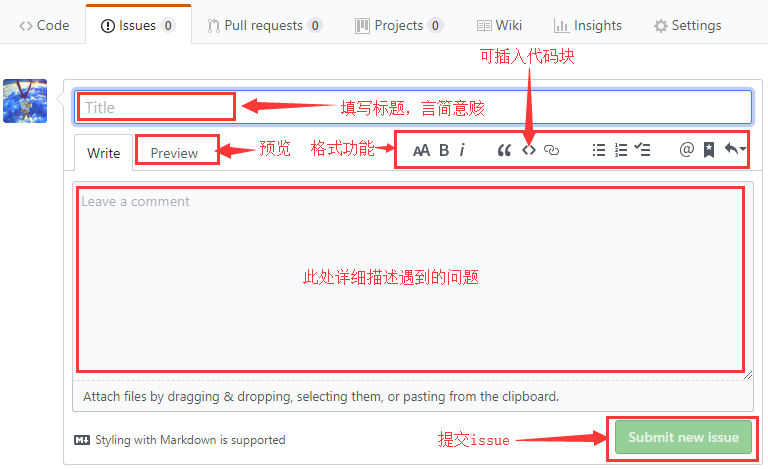 Code Issues 0 Pull requests 0 Projects 0 Wiki Insights Settings
可插入代码块
Title
填写标题，言简意赅
Write Preview
预览
格式功能
AA B i
Leave a comment
此处详细描述遇到的问题
Attach files by dragging & dropping, selecting them, or pasting from the clipboard.
Styling with Markdown is supported
提交issue
Submit new issue